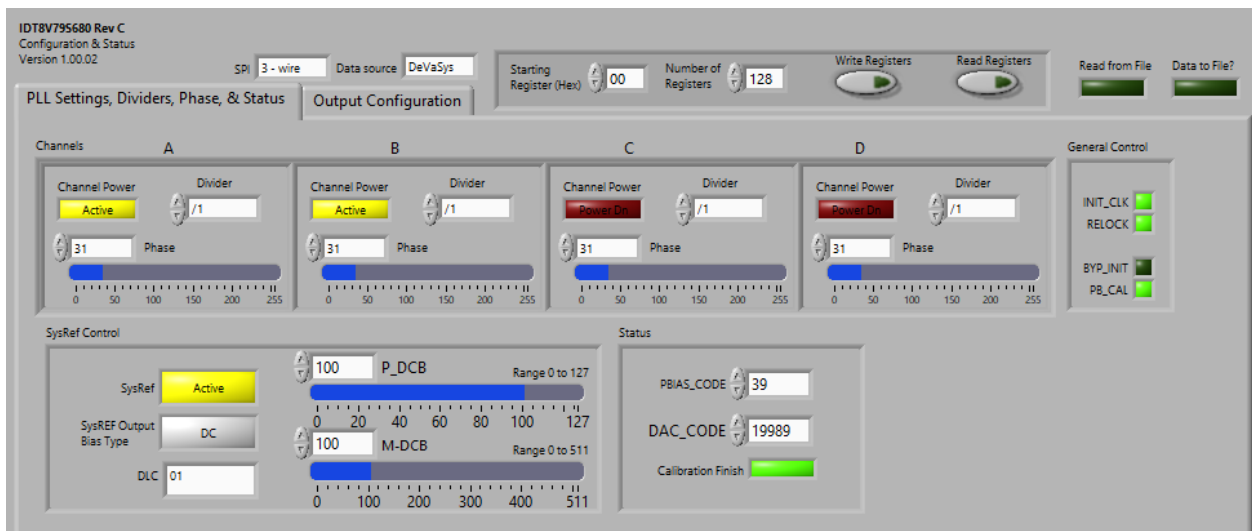 IDT8V79S680 Rev C
Configuration & Status
Version 1.00.02
SPI 3 - wire Data source DeVaSys
Starting Register (Hex) 00 Number of Registers 128 Write Registers Read Registers
Read from File Data to File?
PLL Settings, Dividers, Phase, & Status Output Configuration
Channels A B C D General Control
Channel Power Divider Channel Power Divider Channel Power Divider Channel Power Divider
Active /1 Active /1 Power Dn /1 Power Dn /1
31 Phase 31 Phase 31 Phase 31 Phase
0 50 100 150 200 255 0 50 100 150 200 255 0 50 100 150 200 255 0 50 100 150 200 255
INIT_CLK
RELOCK
BYP_INIT
PB_CAL
SysRef Control
SysRef Active
SysREF Output
Bias Type DC
DLC 01
100 P_DCB Range 0 to 127
0 20 40 60 80 100 127
100 M-DCB Range 0 to 511
0 100 200 300 400 511
Status
PBIAS_CODE 39
DAC_CODE 19989
Calibration Finish